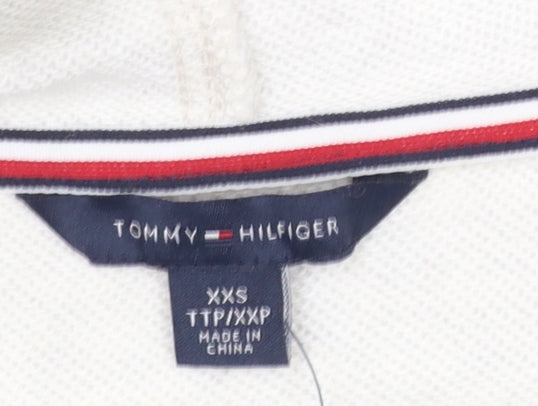 TOMMY HILFIGER
XXS
TTP/XXP
MADE IN
CHINA